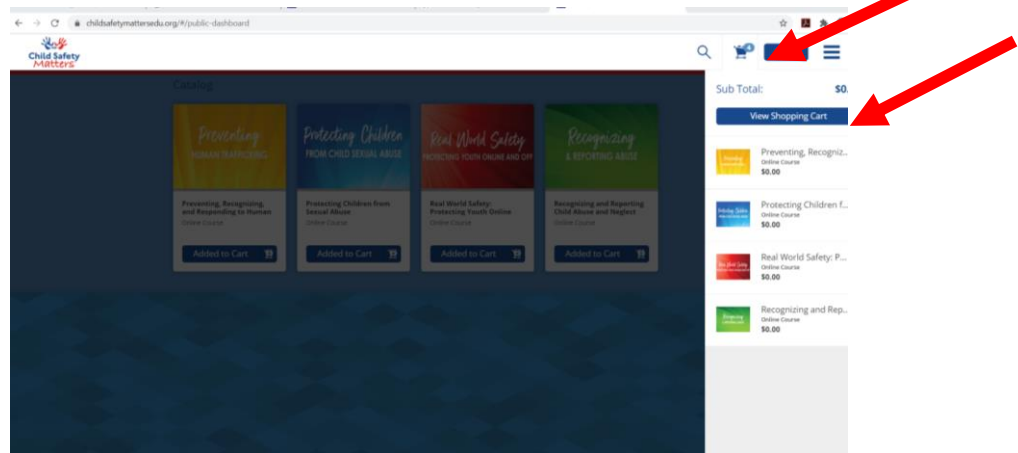 childsafetymattersedu.org/#/public-dashboard
Child Safety
Matters
4
Catalog
Preventing
HUMAN TRAFFICKING
Protecting Children
FROM CHILD SEXUAL ABUSE
Real World Safety
PROTECTING YOUTH ONLINE AND OFF
Recognizing
& REPORTING ABUSE
Preventing, Recognizing,
and Responding to Human
Online Course
Added to Cart
Protecting Children from
Sexual Abuse
Online Course
Added to Cart
Real World Safety:
Protecting Youth Online
Online Course
Added to Cart
Recognizing and Reporting
Child Abuse and Neglect
Online Course
Added to Cart
Sub Total: $0.
View Shopping Cart
Preventing, Recogniz...
Online Course
$0.00
Protecting Children f...
Online Course
$0.00
Real World Safety: P...
Online Course
$0.00
Recognizing and Rep...
Online Course
$0.00